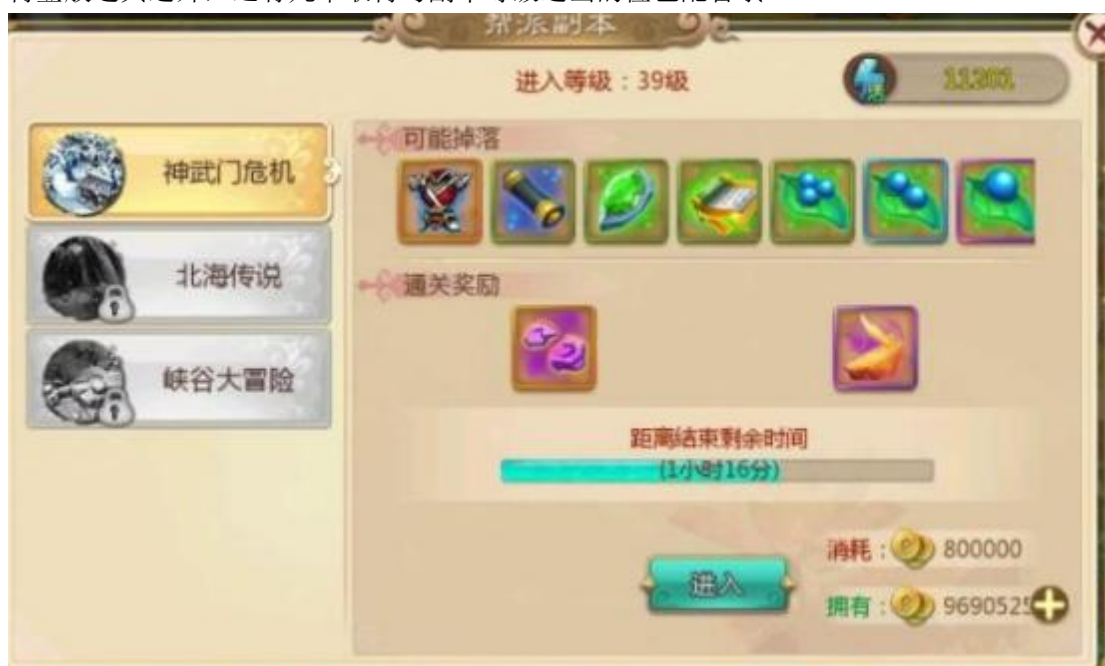 帮派副本
进入等级：39级
11201
神武门危机
北海传说
峡谷大冒险
可能掉落
通关奖励
距离结束剩余时间
(1小时16分)
进入
消耗：800000
拥有：9690525